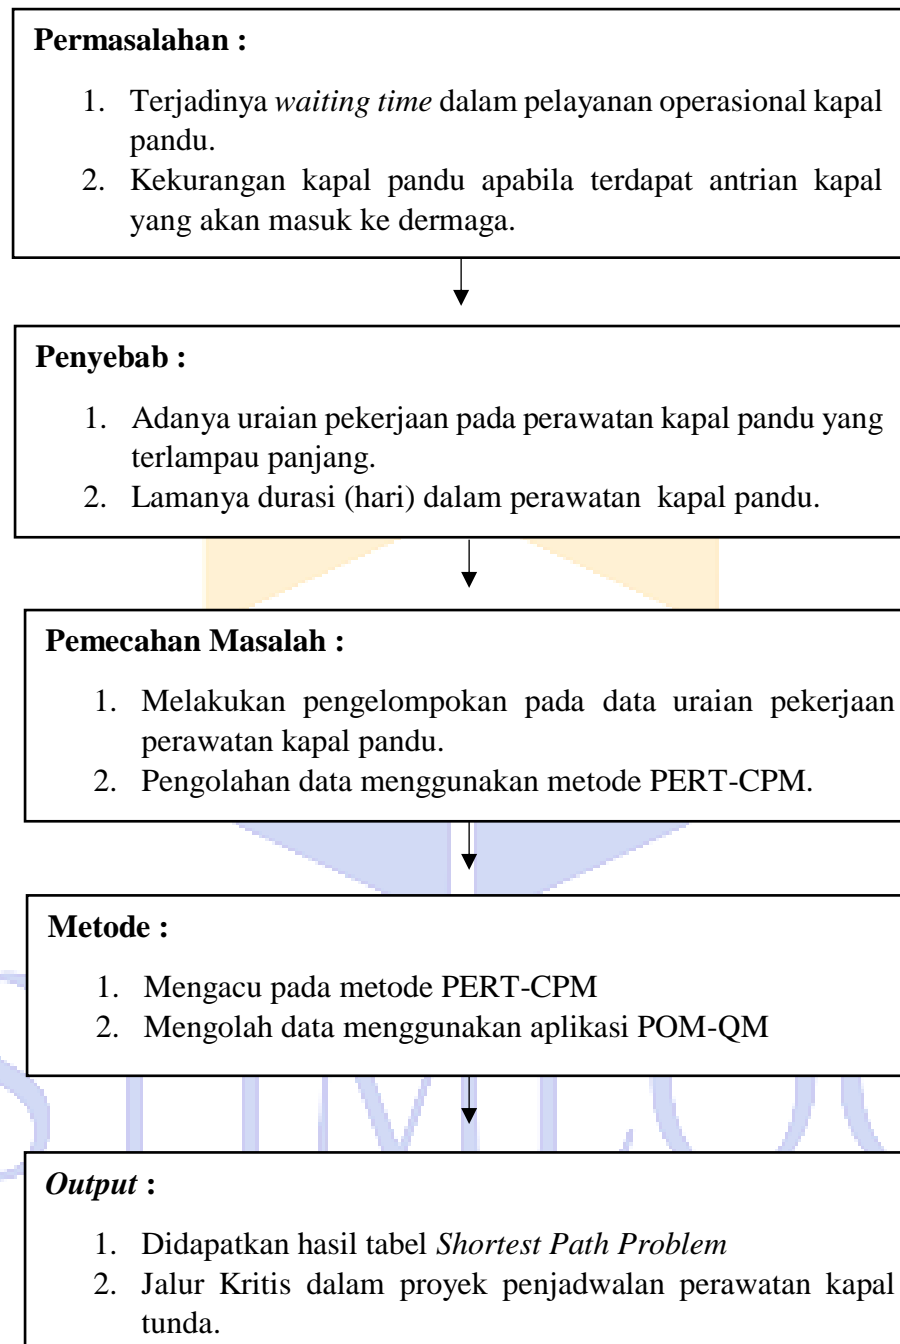 Permasalahan :
1. Terjadinya waiting time dalam pelayanan operasional kapal
pandu.
2. Kekurangan kapal pandu apabila terdapat antrian kapal
yang akan masuk ke dermaga.
Penyebab :
1. Adanya uraian pekerjaan pada perawatan kapal pandu yang
terlampau panjang.
2. Lamanya durasi (hari) dalam perawatan kapal pandu.
Pemecahan Masalah :
1. Melakukan pengelompokan pada data uraian pekerjaan
perawatan kapal pandu.
2. Pengolahan data menggunakan metode PERT-CPM.
Metode :
1. Mengacu pada metode PERT-CPM
2. Mengolah data menggunakan aplikasi POM-QM
Output :
1. Didapatkan hasil tabel Shortest Path Problem
2. Jalur Kritis dalam proyek penjadwalan perawatan kapal
tunda.